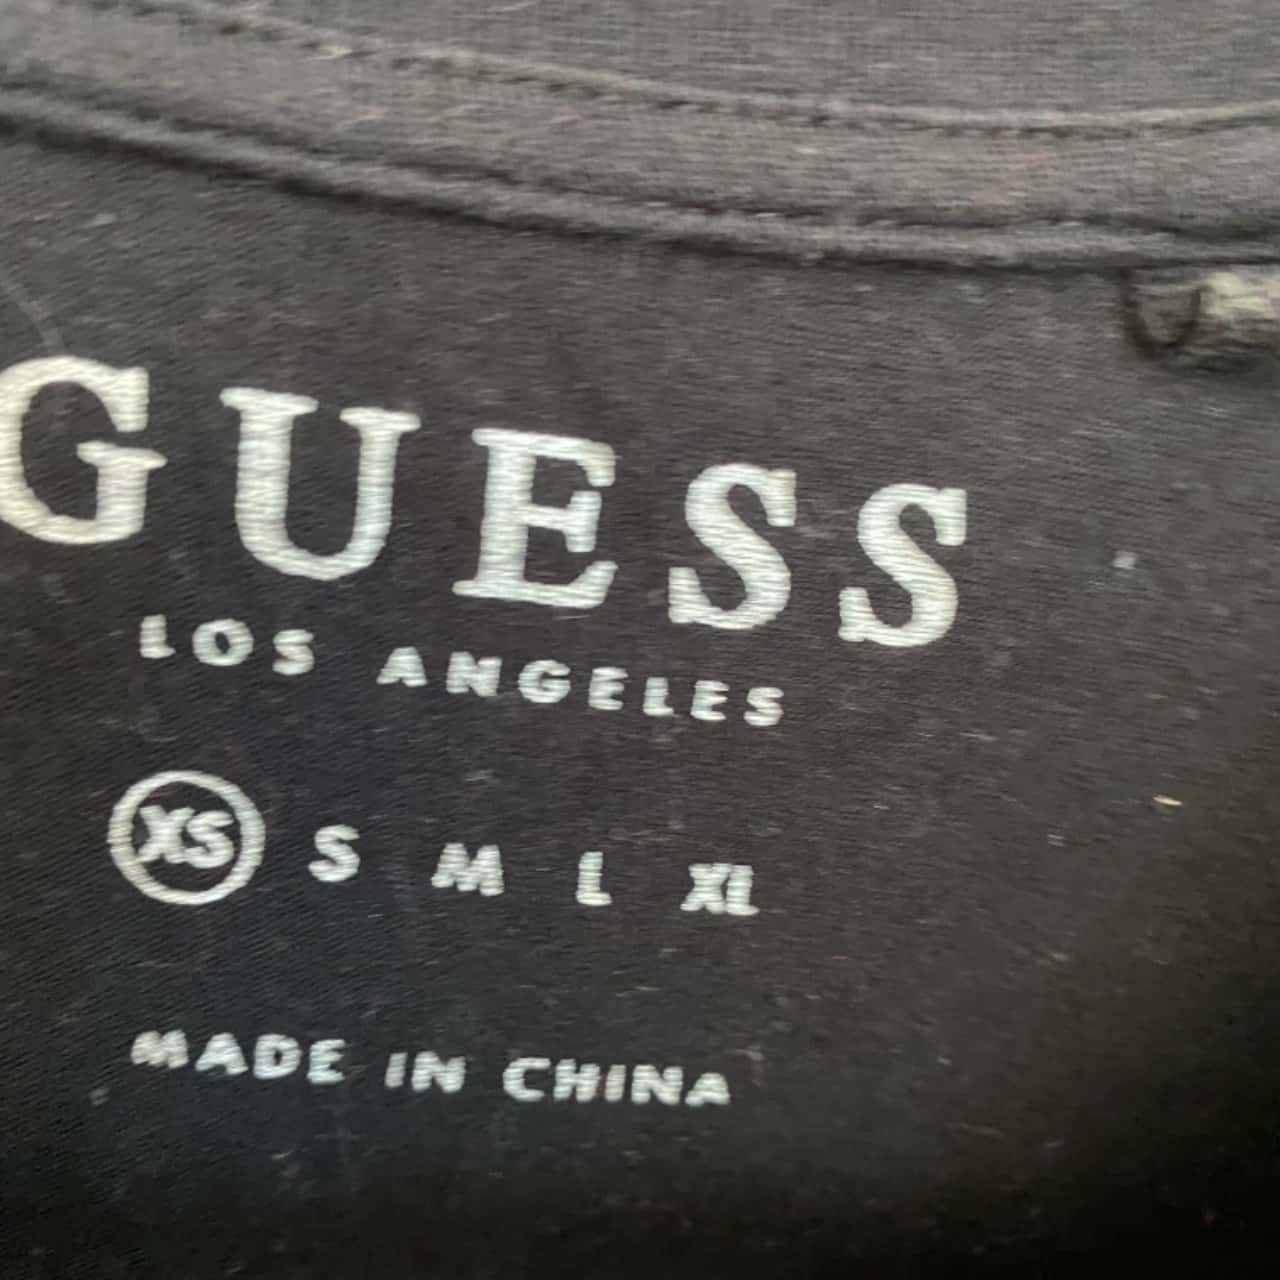 GUESS
LOS ANGELES
XS S M L XL
MADE IN CHINA